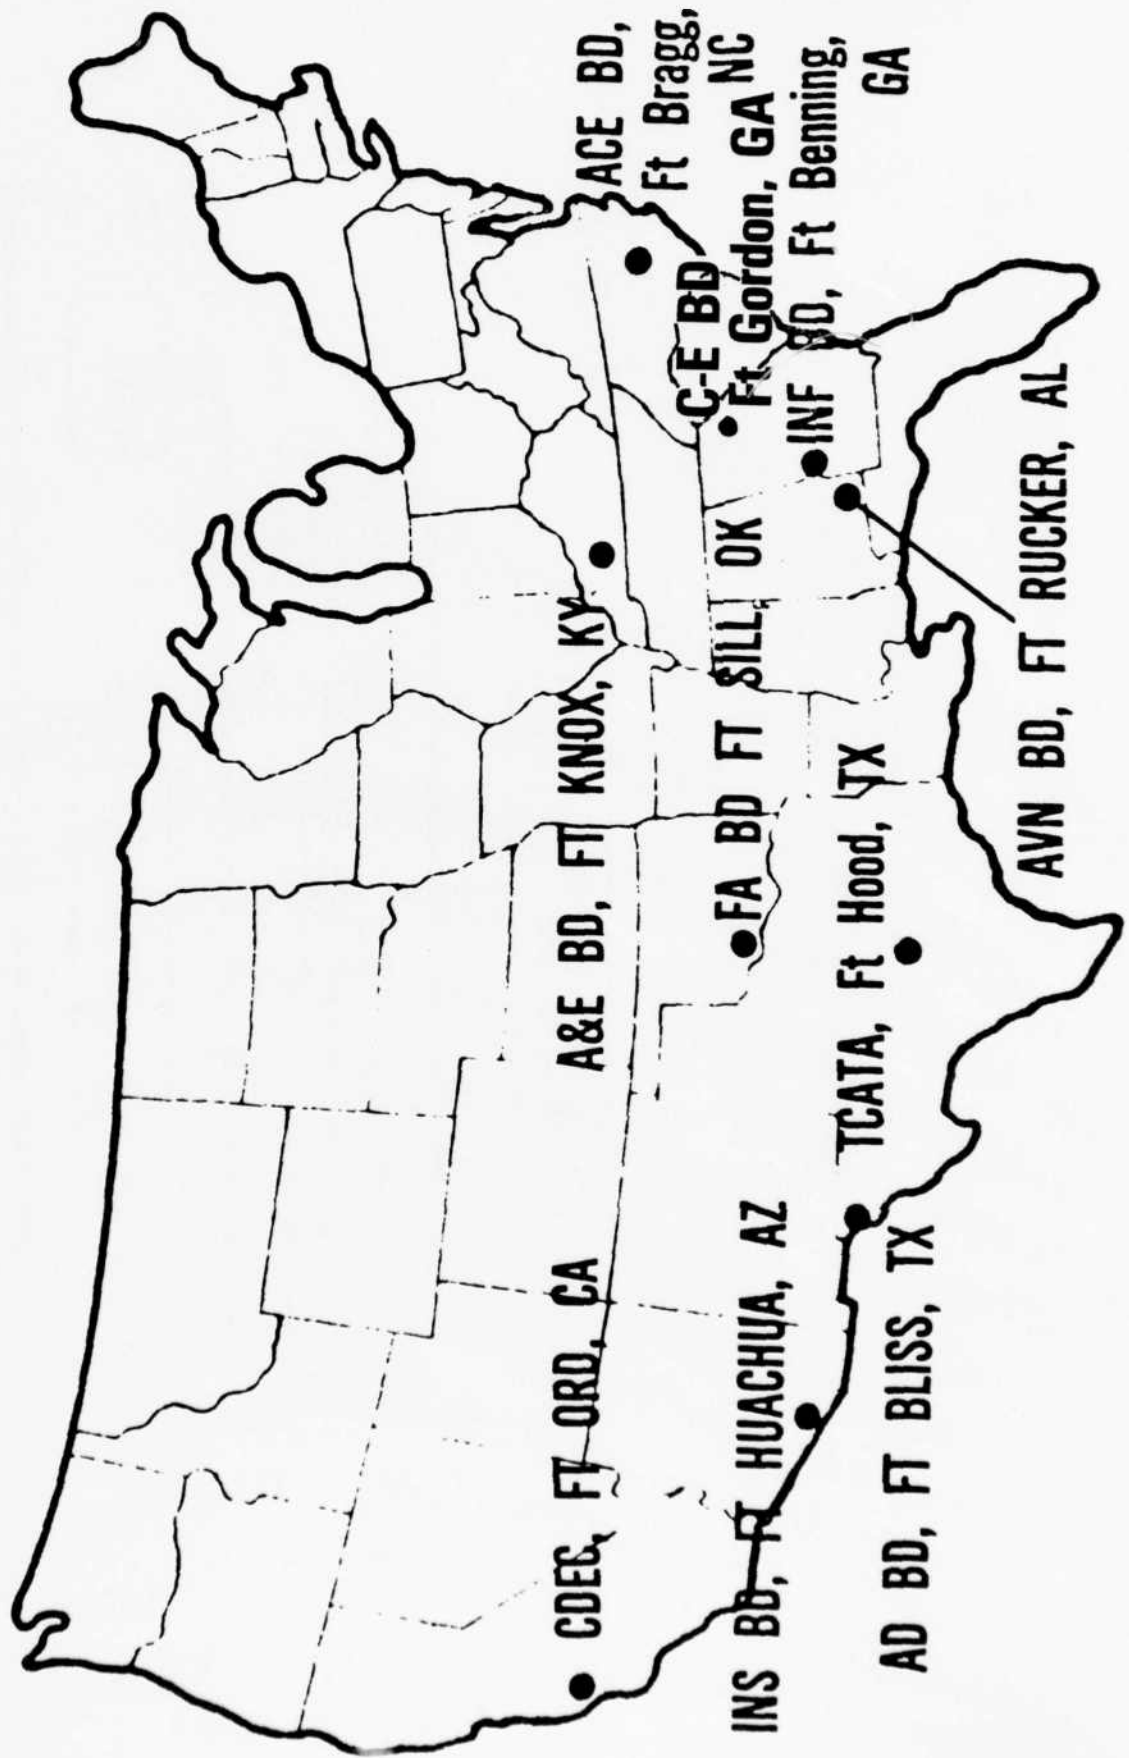 ACE BD,
Ft Bragg,
NC
C-E BD
Ft Gordon, GA
INF BD, Ft Benning,
GA
A&E BD, FT KNOX, KY
FA BD FT SILL, OK
TCATA, Ft Hood, TX
AWN BD, FT RUCKER, AL
CDEC, FT ORD, CA
INS BD, FT HUACHUA, AZ
AD BD, FT BLISS, TX